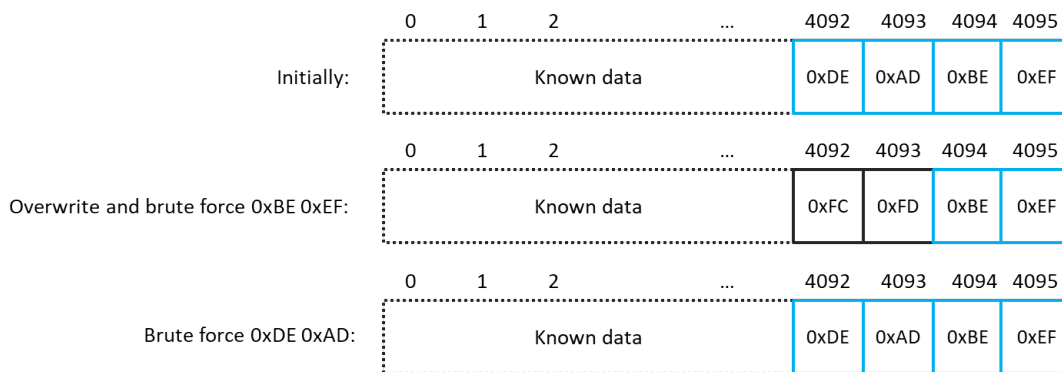 0 1 2 ... 4092 4093 4094 4095
Initially: Known data 0xDE 0xAD 0xBE 0xEF
0 1 2 ... 4092 4093 4094 4095
Overwrite and brute force 0xBE 0xEF: Known data 0xFC 0xFD 0xBE 0xEF
0 1 2 ... 4092 4093 4094 4095
Brute force 0xDE 0xAD: Known data 0xDE 0xAD 0xBE 0xEF